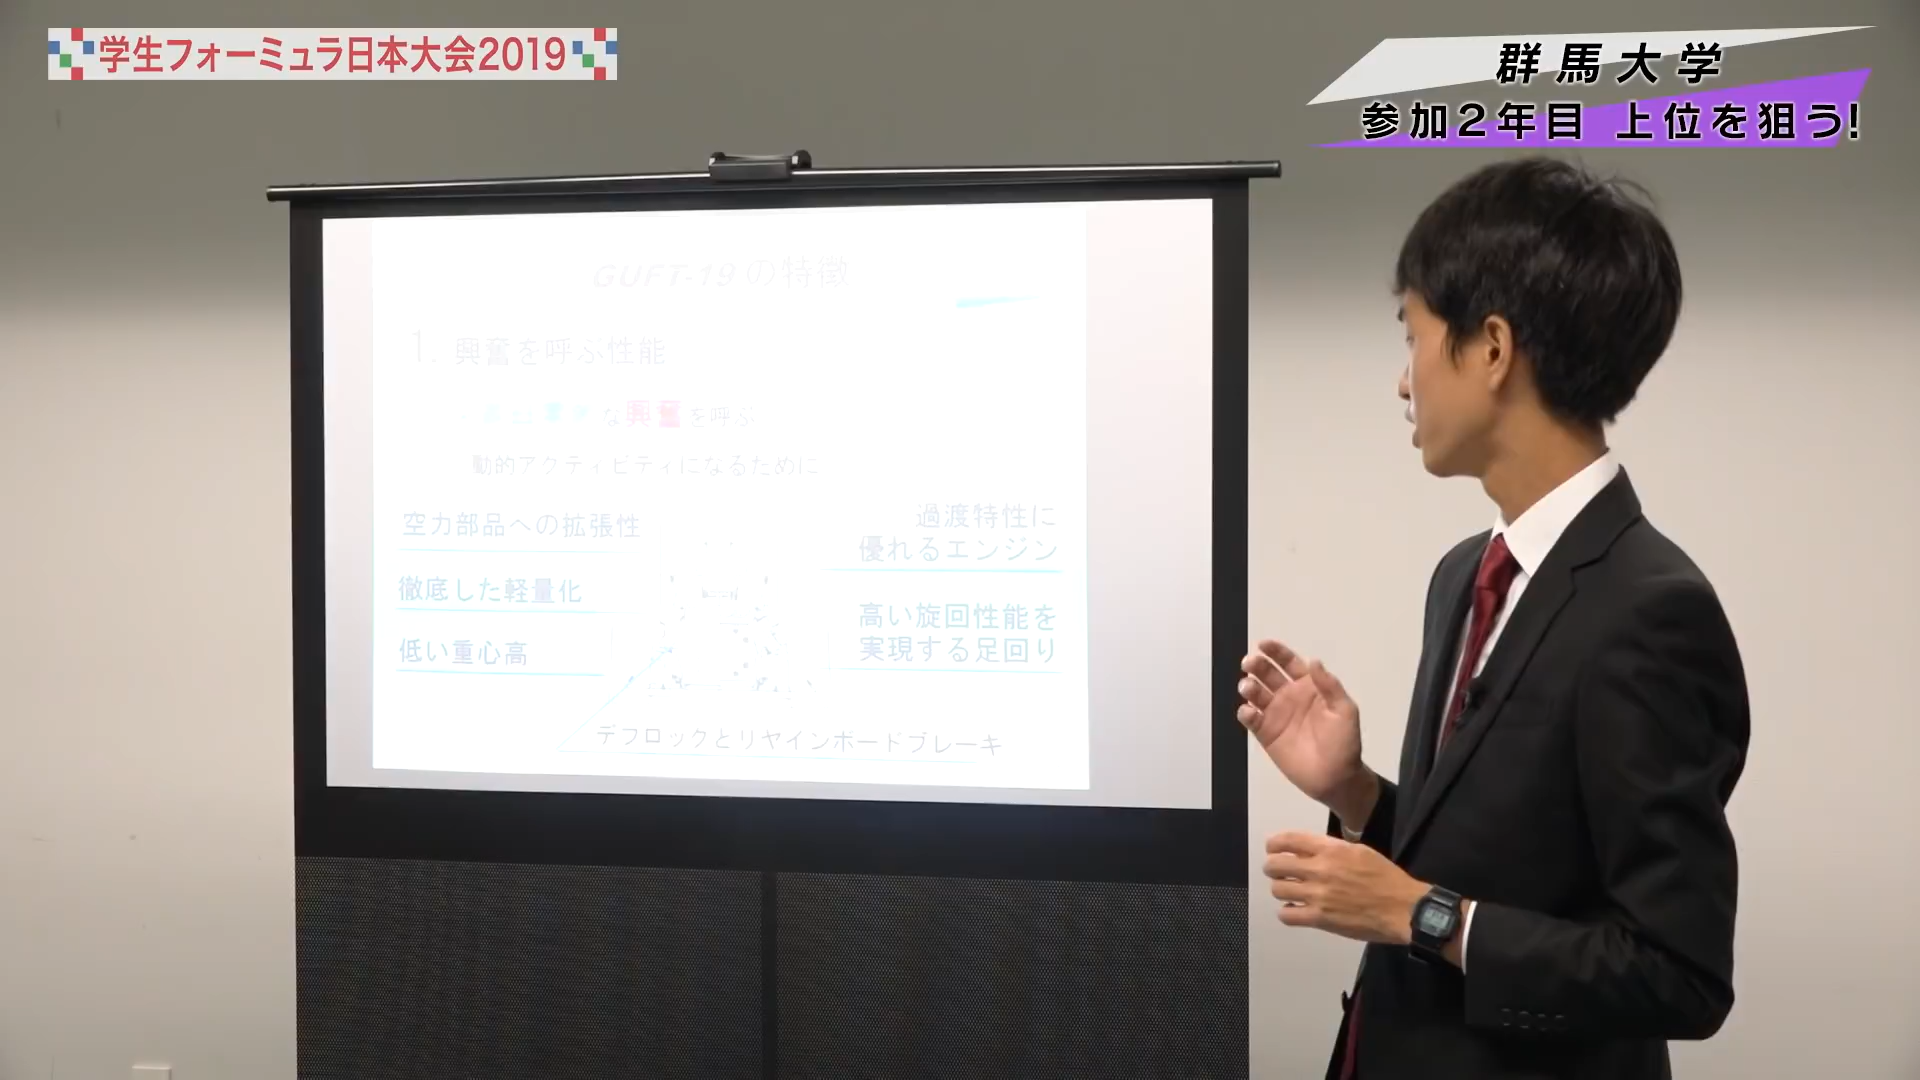 学生フォーミュラ日本大会2019
群馬大学
参加2年目 上位を狙う!
GUFT-19の特徴
1. 興奮を呼ぶ性能
な興奮を呼ぶ
動的アクティビティになるために
空力部品への拡張性
徹底した軽量化
低い重心高
過渡特性に
優れるエンジン
高い旋回性能を
実現する足回り
デフロックとリヤインボードブレーキ